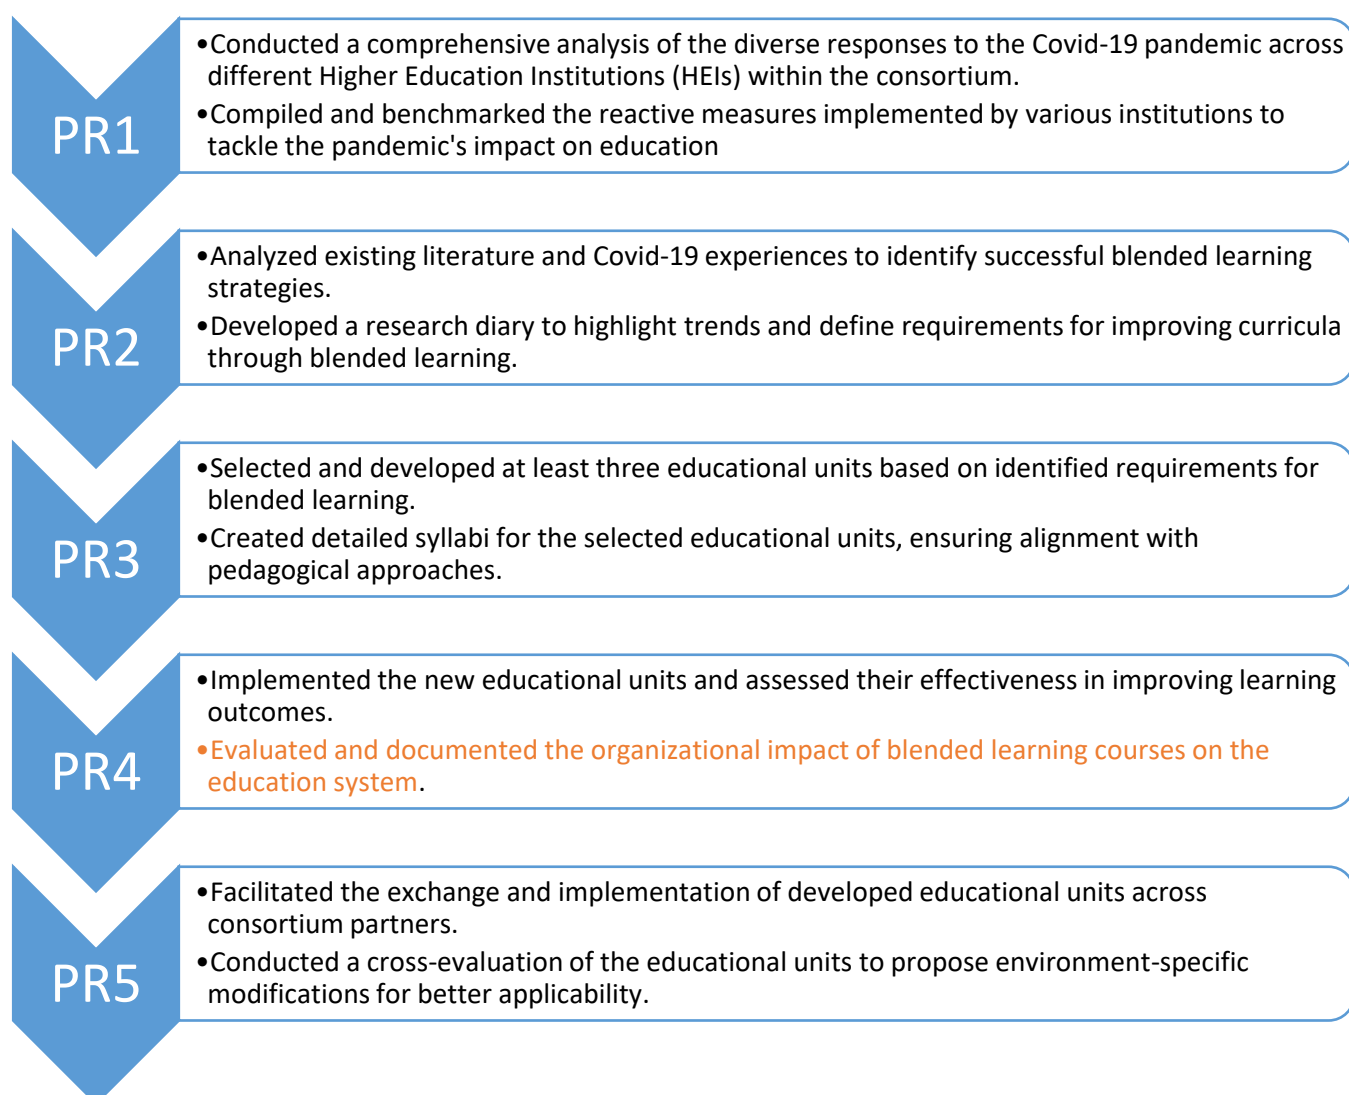 PR1
•Conducted a comprehensive analysis of the diverse responses to the Covid-19 pandemic across
different Higher Education Institutions (HEIs) within the consortium.
•Compiled and benchmarked the reactive measures implemented by various institutions to
tackle the pandemic's impact on education
PR2
•Analyzed existing literature and Covid-19 experiences to identify successful blended learning
strategies.
•Developed a research diary to highlight trends and define requirements for improving curricula
through blended learning.
PR3
•Selected and developed at least three educational units based on identified requirements for
blended learning.
•Created detailed syllabi for the selected educational units, ensuring alignment with
pedagogical approaches.
PR4
•Implemented the new educational units and assessed their effectiveness in improving learning
outcomes.
•Evaluated and documented the organizational impact of blended learning courses on the
education system.
PR5
•Facilitated the exchange and implementation of developed educational units across
consortium partners.
•Conducted a cross-evaluation of the educational units to propose environment-specific
modifications for better applicability.